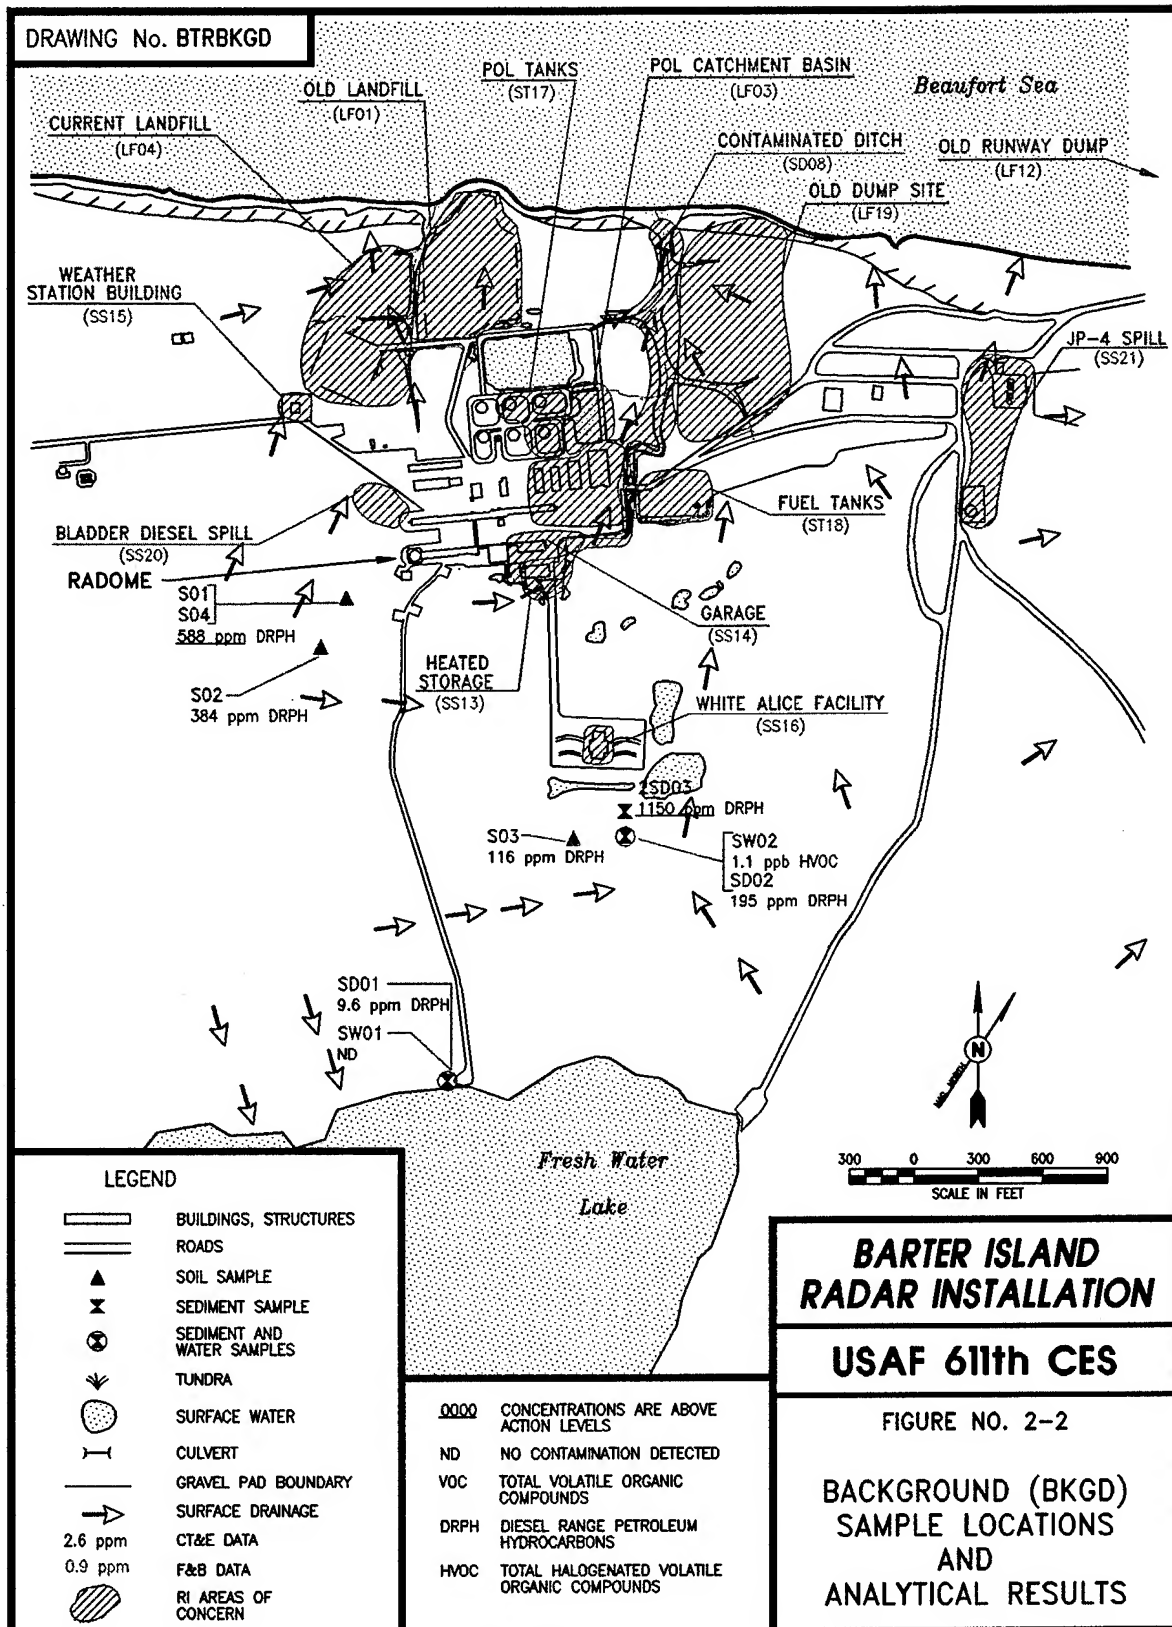 DRAWING No. BTRBKGD
POL TANKS
(ST17)
POL CATCHMENT BASIN
(LF03)
Beaufort Sea
OLD LANDFILL
(LF01)
CURRENT LANDFILL
(LF04)
CONTAMINATED DITCH
(SD08)
OLD RUNWAY DUMP
(LF12)
OLD DUMP SITE
(LF19)
WEATHER
STATION BUILDING
(SS15)
JP-4 SPILL
(SS21)
BLADDER DIESEL SPILL
(SS20)
FUEL TANKS
(ST18)
RADOME
S01
S04
588 ppm DRPH
GARAGE
(SS14)
S02
384 ppm DRPH
HEATED
STORAGE
(SS13)
WHITE ALICE FACILITY
(SS16)
2SD03
1150 ppm DRPH
S03
116 ppm DRPH
SW02
1.1 ppb HVOC
SD02
195 ppm DRPH
SD01
9.6 ppm DRPH
SW01
ND
N
MAG NORTH
Fresh Water
Lake
300 0 300 600 900
SCALE IN FEET
LEGEND
BUILDINGS, STRUCTURES
ROADS
SOIL SAMPLE
SEDIMENT SAMPLE
SEDIMENT AND
WATER SAMPLES
TUNDRA
SURFACE WATER
CULVERT
GRAVEL PAD BOUNDARY
SURFACE DRAINAGE
2.6 ppm CT&E DATA
0.9 ppm F&B DATA
RI AREAS OF
CONCERN
0000 CONCENTRATIONS ARE ABOVE
ACTION LEVELS
ND NO CONTAMINATION DETECTED
VOC TOTAL VOLATILE ORGANIC
COMPOUNDS
DRPH DIESEL RANGE PETROLEUM
HYDROCARBONS
HVOC TOTAL HALOGENATED VOLATILE
ORGANIC COMPOUNDS
BARTER ISLAND
RADAR INSTALLATION
USAF 611th CES
FIGURE NO. 2-2
BACKGROUND (BKGD)
SAMPLE LOCATIONS
AND
ANALYTICAL RESULTS